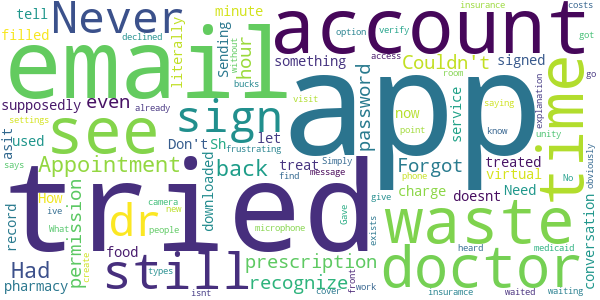 tell
Never
minute
account
insurance
costs
filled
declined
literally
Sending
hour
without
bucks
option
verify
got
email
something
Couldn't
signed
access
go
supposedly
even
already
sign
password
room
app
explanation
time
settings
see
used
Don't
Sh
let
now
service
saying
asit
frustrating
point
know
unity
Appointment
back
treat
Forgot
treated
No
obviously
visit
message
Simply
says
tried
How
permission
downloaded
find
doesnt
virtual
phone
charge
Need
record
ive
dr
camera
new
give
exists
waste
conversation
What
people
food
prescription
Gave
heard
medicaid
Had
still
microphone
recognize
doctor
pharmacy
create
types
isnt
cover
front
work
insuramce
waited
waiting